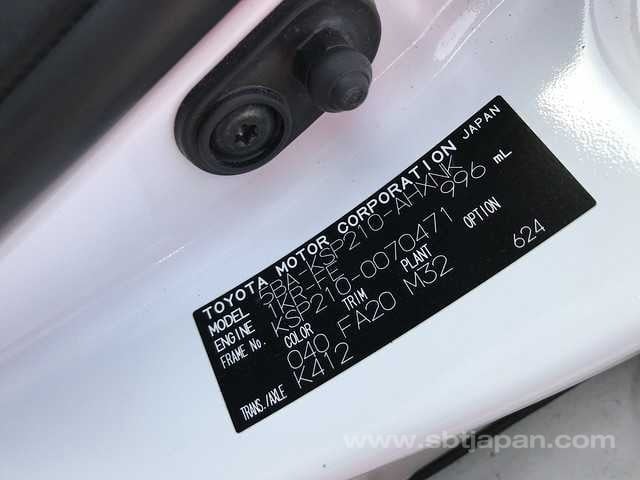 TOYOTA MOTOR CORPORATION JAPAN
MODEL 5BA-KSP210-AHXNK
ENGINE 1KR-FE 996 mL
FRAME No. KSP210-0070471
COLOR TRIM PLANT OPTION
040 FA20 M32 624
TRANS./AXLE K412
www.sbtjapan.com